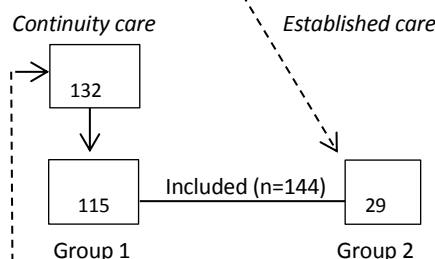 Continuity care Established care
132
Included (n=144)
115 29
Group 1 Group 2